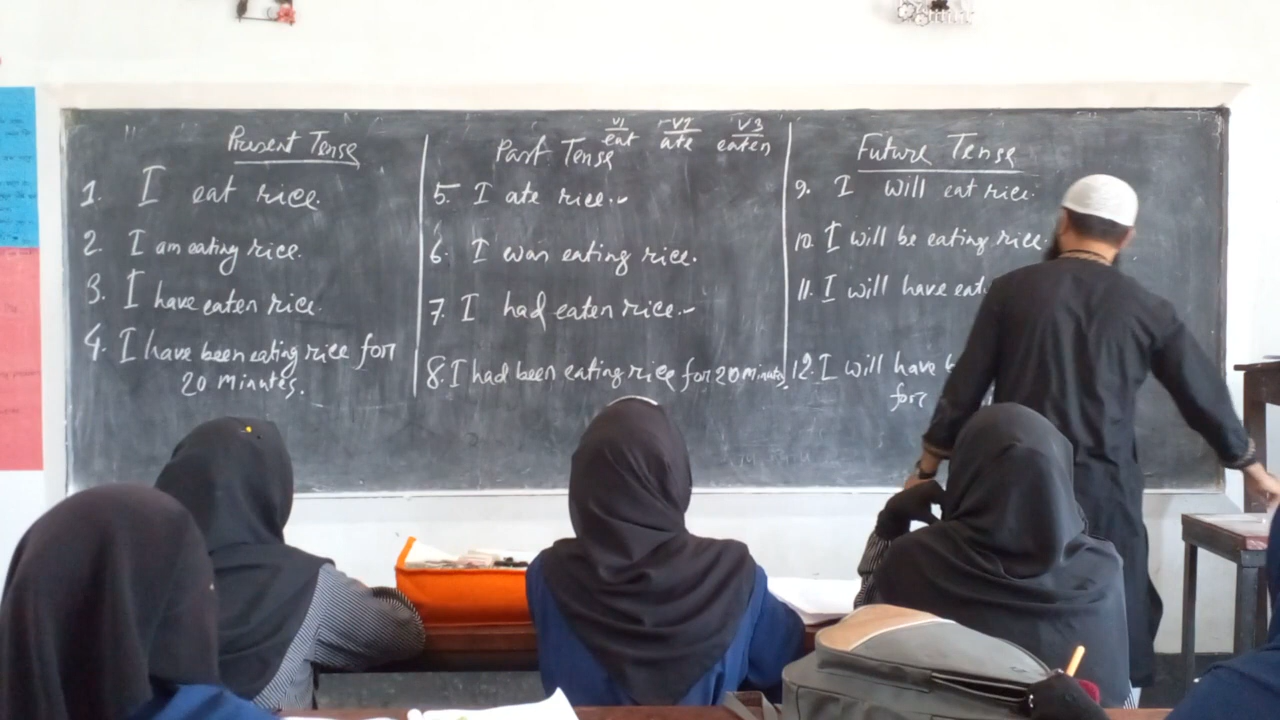 Present Tense
1. I eat rice.
2. I am eating rice.
3. I have eaten rice.
4. I have been eating rice for
20 Minutes.
V1 V2 V3
eat ate eaten
Past Tense
5. I ate rice.
6. I was eating rice.
7. I had eaten rice.
8. I had been eating rice for 20 minutes
Future Tense
9. I will eat rice.
10. I will be eating rice.
11. I will have
12. I will have
for